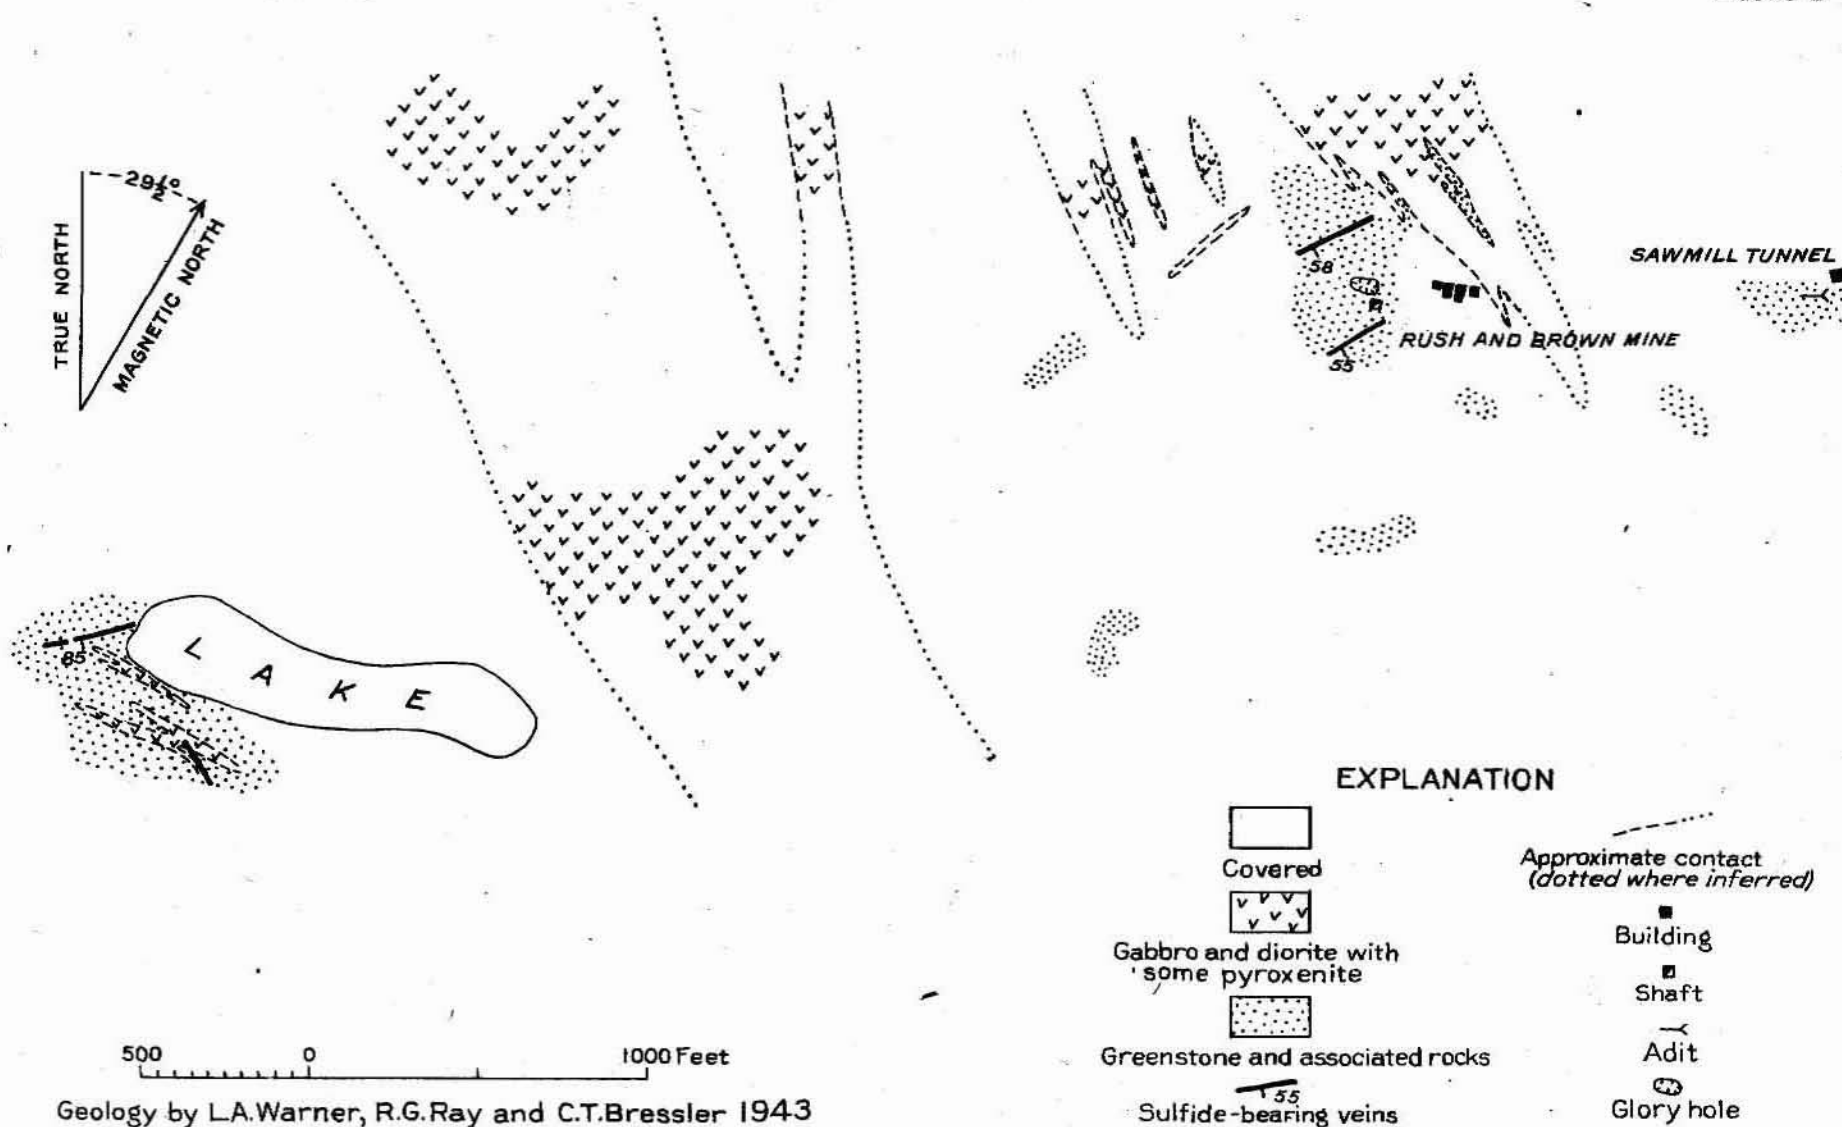 29½°
TRUE NORTH
MAGNETIC NORTH
SAWMILL TUNNEL
58
RUSH AND BROWN MINE
55
85
LAKE
EXPLANATION
Covered
Gabbro and diorite with
some pyroxenite
Greenstone and associated rocks
55
Sulfide-bearing veins
Approximate contact
(dotted where inferred)
Building
Shaft
Adit
Glory hole
500 0 1000 Feet
Geology by L.A.Warner, R.G.Ray and C.T.Bressler 1943